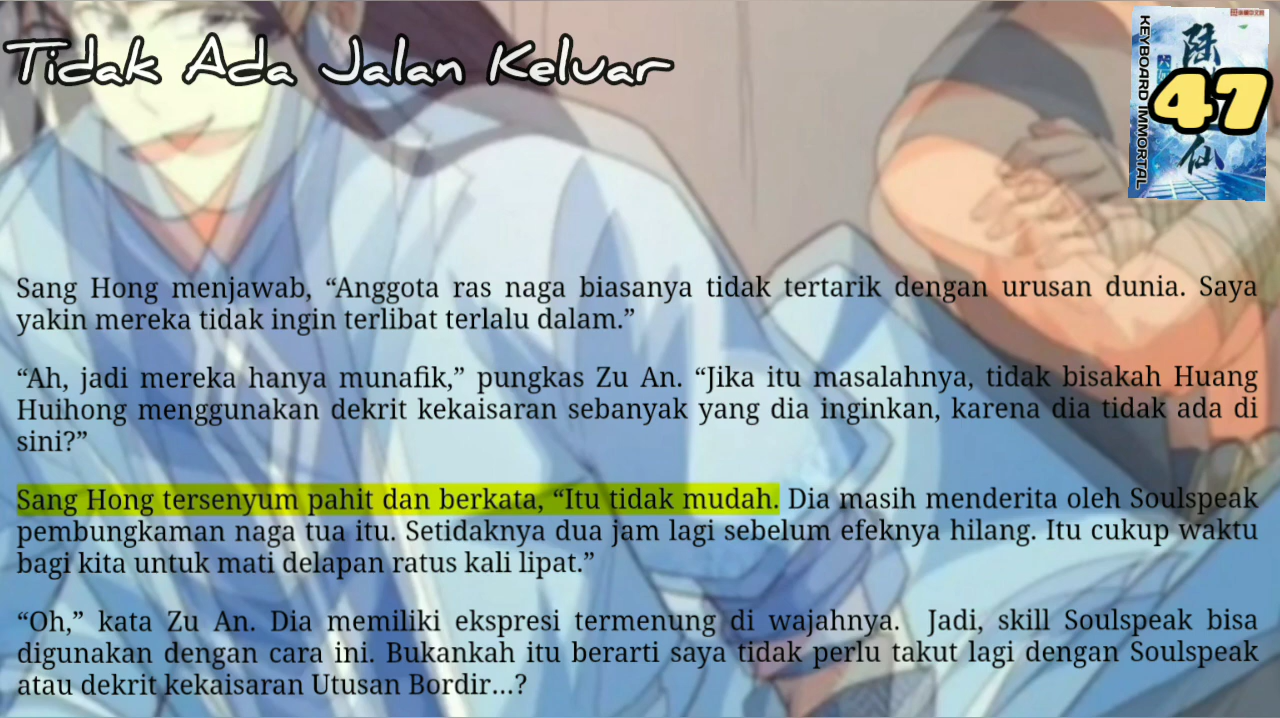 Tidak Ada Jalan Keluar
KEYBOARD IMMORTAL
47
Sang Hong menjawab, “Anggota ras naga biasanya tidak tertarik dengan urusan dunia. Saya
yakin mereka tidak ingin terlibat terlalu dalam.”
“Ah, jadi mereka hanya munafik,” pungkas Zu An. “Jika itu masalahnya, tidak bisakah Huang
Huihong menggunakan dekrit kekaisaran sebanyak yang dia inginkan, karena dia tidak ada di
sini?”
Sang Hong tersenyum pahit dan berkata, “Itu tidak mudah. Dia masih menderita oleh Soulspeak
pembungkaman naga tua itu. Setidaknya dua jam lagi sebelum efeknya hilang. Itu cukup waktu
bagi kita untuk mati delapan ratus kali lipat.”
“Oh,” kata Zu An. Dia memiliki ekspresi termenung di wajahnya. Jadi, skill Soulspeak bisa
digunakan dengan cara ini. Bukankah itu berarti saya tidak perlu takut lagi dengan Soulspeak
atau dekrit kekaisaran Utusan Bordir...?